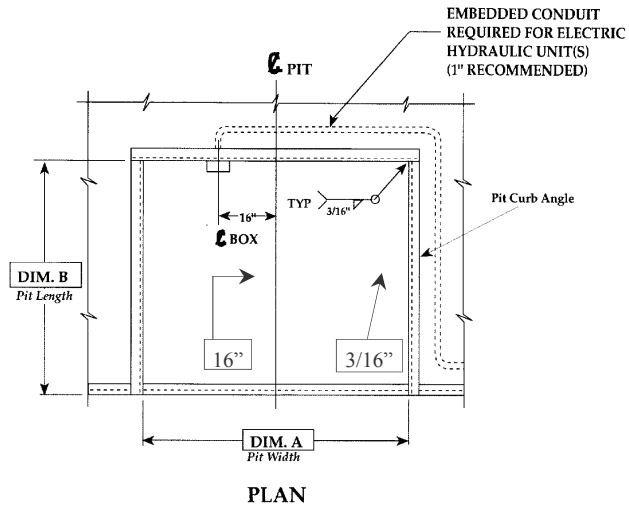 EMBEDDED CONDUIT
REQUIRED FOR ELECTRIC
HYDRAULIC UNIT(S)
(1" RECOMMENDED)
℄ PIT
TYP
3/16"
Pit Curb Angle
16"
℄ BOX
DIM. B
Pit Length
16”
3/16”
DIM. A
Pit Width
PLAN